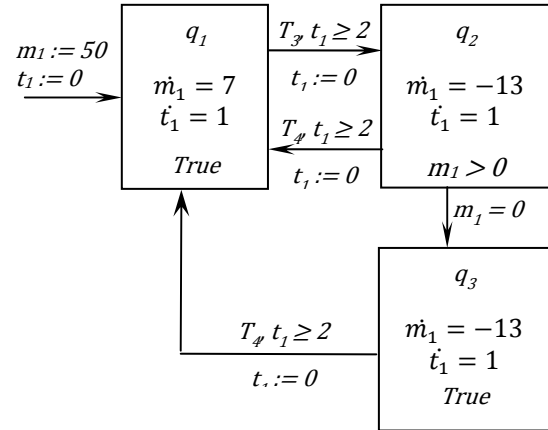 m₁ := 50
t₁ := 0
q₁
ṁ₁ = 7
ṫ₁ = 1
True
T₃, t₁ ≥ 2
t₁ := 0
T₄, t₁ ≥ 2
t₁ := 0
q₂
ṁ₁ = −13
ṫ₁ = 1
m₁ > 0
m₁ = 0
q₃
ṁ₁ = −13
ṫ₁ = 1
True
T₄, t₁ ≥ 2
t₁ := 0